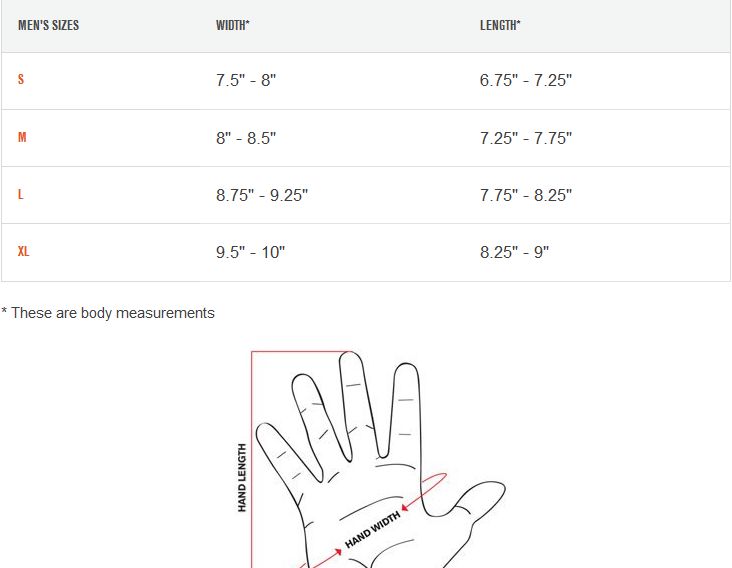 MEN'S SIZES WIDTH* LENGTH*
S 7.5" - 8" 6.75" - 7.25"
M 8" - 8.5" 7.25" - 7.75"
L 8.75" - 9.25" 7.75" - 8.25"
XL 9.5" - 10" 8.25" - 9"
* These are body measurements
HAND LENGTH
HAND WIDTH